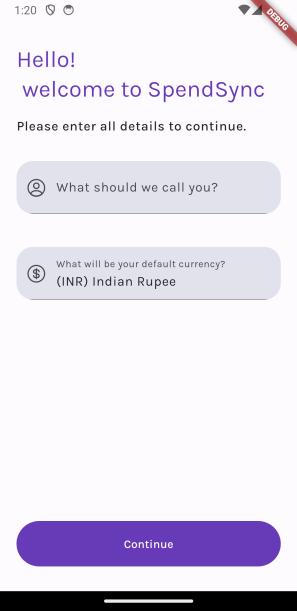 1:20
DEBUG
Hello!
welcome to SpendSync
Please enter all details to continue.
What should we call you?
What will be your default currency?
$
(INR) Indian Rupee
Continue